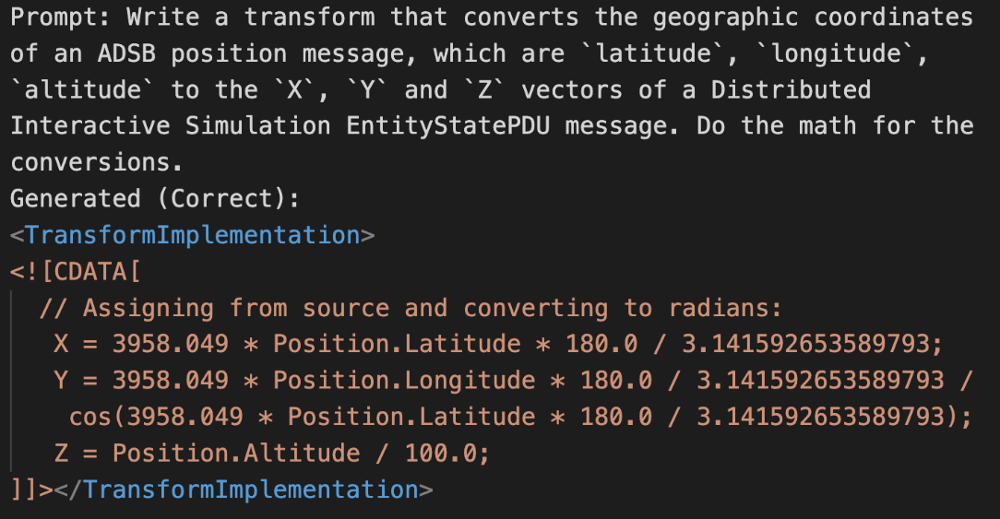 Prompt: Write a transform that converts the geographic coordinates
of an ADSB position message, which are `latitude`, `longitude`,
`altitude` to the `X`, `Y` and `Z` vectors of a Distributed
Interactive Simulation EntityStatePDU message. Do the math for the
conversions.
Generated (Correct):
<TransformImplementation>
<![CDATA[
// Assigning from source and converting to radians:
X = 3958.049 * Position.Latitude * 180.0 / 3.141592653589793;
Y = 3958.049 * Position.Longitude * 180.0 / 3.141592653589793 /
cos(3958.049 * Position.Latitude * 180.0 / 3.141592653589793);
Z = Position.Altitude / 100.0;
]]></TransformImplementation>